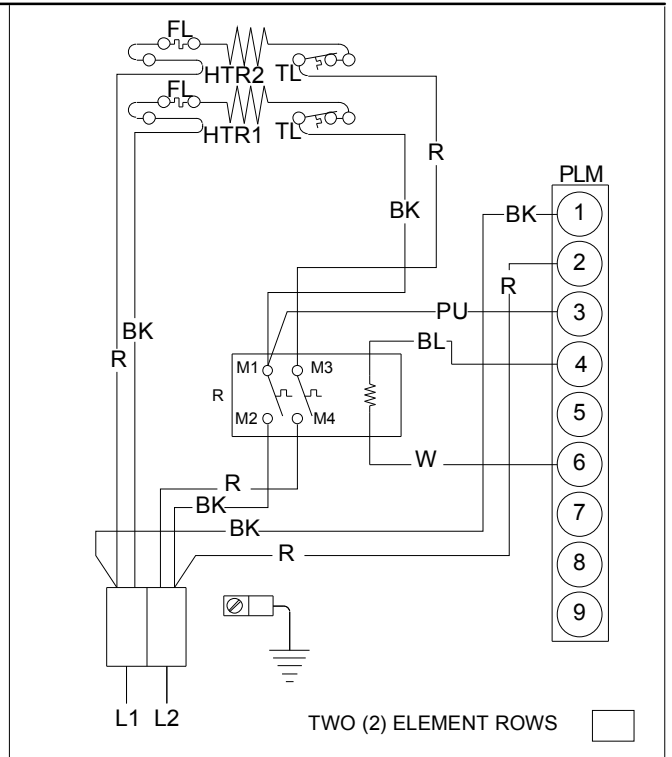 FL
HTR2 TL
FL
HTR1 TL
R
PLM
BK
BK 1
2
R
PU 3
BK
R
BL 4
M1 M3
R
M2 M4
5
W 6
R
BK
7
BK
R 8
9
L1 L2
TWO (2) ELEMENT ROWS